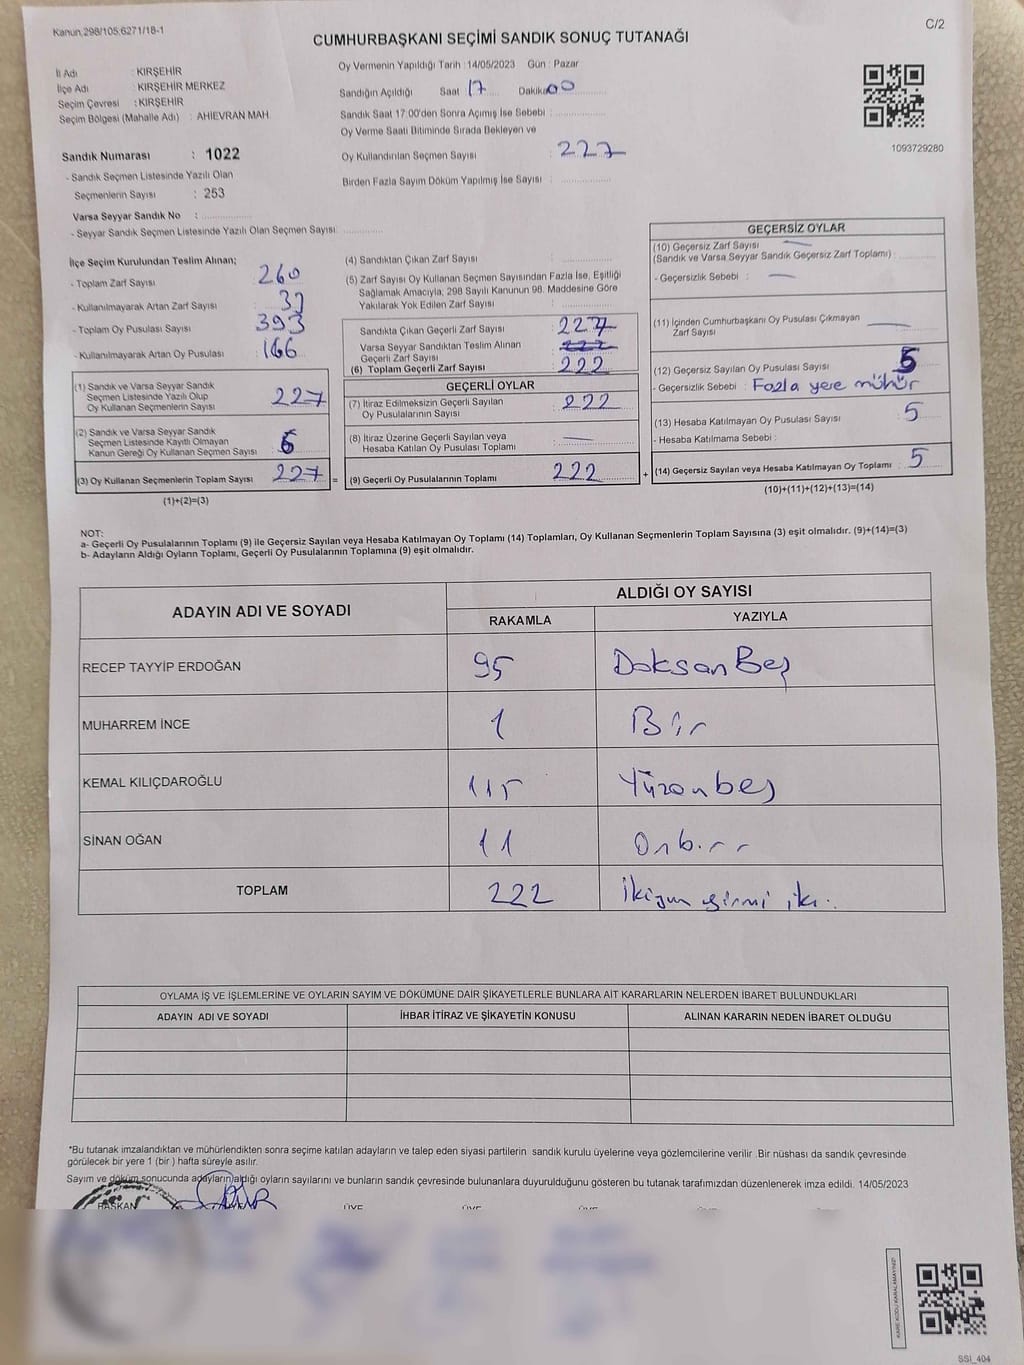 Kanun,298/105,6271/18-1
C/2
CUMHURBAŞKANI SEÇİMİ SANDIK SONUÇ TUTANAĞI
İl Adı : KIRŞEHİR
İlçe Adı : KIRŞEHİR MERKEZ
Seçim Çevresi : KIRŞEHİR
Seçim Bölgesi (Mahalle Adı) : AHİEVRAN MAH.
Sandık Numarası : 1022
- Sandık Seçmen Listesinde Yazılı Olan
Seçmenlerin Sayısı : 253
Varsa Seyyar Sandık No :
- Seyyar Sandık Seçmen Listesinde Yazılı Olan Seçmen Sayısı:
Oy Vermenin Yapıldığı Tarih : 14/05/2023 Gün : Pazar
Sandığın Açıldığı Saat 17 Dakika 00
Sandık Saat 17:00'den Sonra Açımış İse Sebebi :
Oy Verme Saati Bitiminde Sırada Bekleyen ve
Oy Kullandırılan Seçmen Sayısı : 227
Birden Fazla Sayım Döküm Yapılmış İse Sayısı :
1093729280
İlçe Seçim Kurulundan Teslim Alınan;
- Toplam Zarf Sayısı : 260
- Kullanılmayarak Artan Zarf Sayısı : 33
- Toplam Oy Pusulası Sayısı : 393
- Kullanılmayarak Artan Oy Pusulası : 166
(1) Sandık ve Varsa Seyyar Sandık
Seçmen Listesinde Yazılı Olup
Oy Kullanan Seçmenlerin Sayısı : 227
(2) Sandık ve Varsa Seyyar Sandık
Seçmen Listesinde Kayıtlı Olmayan
Kanun Gereği Oy Kullanan Seçmen Sayısı :
(3) Oy Kullanan Seçmenlerin Toplam Sayısı : 227
(1)+(2)=(3)
(4) Sandıktan Çıkan Zarf Sayısı :
(5) Zarf Sayısı Oy Kullanan Seçmen Sayısından Fazla İse, Eşitliği
Sağlamak Amacıyla, 298 Sayılı Kanunun 98. Maddesine Göre
Yakılarak Yok Edilen Zarf Sayısı :
Sandıkta Çıkan Geçerli Zarf Sayısı : 227
Varsa Seyyar Sandıktan Teslim Alınan
Geçerli Zarf Sayısı : 222
(6) Toplam Geçerli Zarf Sayısı : 222
GEÇERLİ OYLAR
(7) İtiraz Edilmeksizin Geçerli Sayılan
Oy Pusulalarının Sayısı : 222
(8) İtiraz Üzerine Geçerli Sayılan veya
Hesaba Katılan Oy Pusulası Toplamı : —
= (9) Geçerli Oy Pusulalarının Toplamı : 222
GEÇERSİZ OYLAR
(10) Geçersiz Zarf Sayısı —
(Sandık ve Varsa Seyyar Sandık Geçersiz Zarf Toplamı) :
- Geçersizlik Sebebi : —
(11) İçinden Cumhurbaşkanı Oy Pusulası Çıkmayan
Zarf Sayısı : —
(12) Geçersiz Sayılan Oy Pusulası Sayısı : 5
- Geçersizlik Sebebi : Fazla yere mühür
(13) Hesaba Katılmayan Oy Pusulası Sayısı : 5
- Hesaba Katılmama Sebebi :
+ (14) Geçersiz Sayılan veya Hesaba Katılmayan Oy Toplamı : 5
(10)+(11)+(12)+(13)=(14)
NOT:
a- Geçerli Oy Pusulalarının Toplamı (9) ile Geçersiz Sayılan veya Hesaba Katılmayan Oy Toplamı (14) Toplamları, Oy Kullanan Seçmenlerin Toplam Sayısına (3) eşit olmalıdır. (9)+(14)=(3)
b- Adayların Aldığı Oyların Toplamı, Geçerli Oy Pusulalarının Toplamına (9) eşit olmalıdır.
ADAYIN ADI VE SOYADI
ALDIĞI OY SAYISI
RAKAMLA YAZIYLA
RECEP TAYYİP ERDOĞAN 95 Doksan Beş
MUHARREM İNCE 1 Bir
KEMAL KILIÇDAROĞLU 115 Yüzonbeş
SİNAN OĞAN 11 Onbir
TOPLAM 222 İkiyüz yirmi iki
OYLAMA İŞ VE İŞLEMLERİNE VE OYLARIN SAYIM VE DÖKÜMÜNE DAİR ŞİKAYETLERLE BUNLARA AİT KARARLARIN NELERDEN İBARET BULUNDUKLARI
ADAYIN ADI VE SOYADI İHBAR İTİRAZ VE ŞİKAYETİN KONUSU ALINAN KARARIN NEDEN İBARET OLDUĞU
*Bu tutanak imzalandıktan ve mühürlendikten sonra seçime katılan adayların ve talep eden siyasi partilerin sandık kurulu üyelerine veya gözlemcilerine verilir .Bir nüshası da sandık çevresinde
görülecek bir yere 1 (bir ) hafta süreyle asılır.
Sayım ve döküm sonucunda adayların aldığı oyların sayılarını ve bunların sandık çevresinde bulunanlara duyurulduğunu gösteren bu tutanak tarafımızdan düzenlenerek imza edildi. 14/05/2023
BAŞKAN ÜYE ÜYE ÜYE
KARE KODU KARALAMAYINIZ!
SSI_404